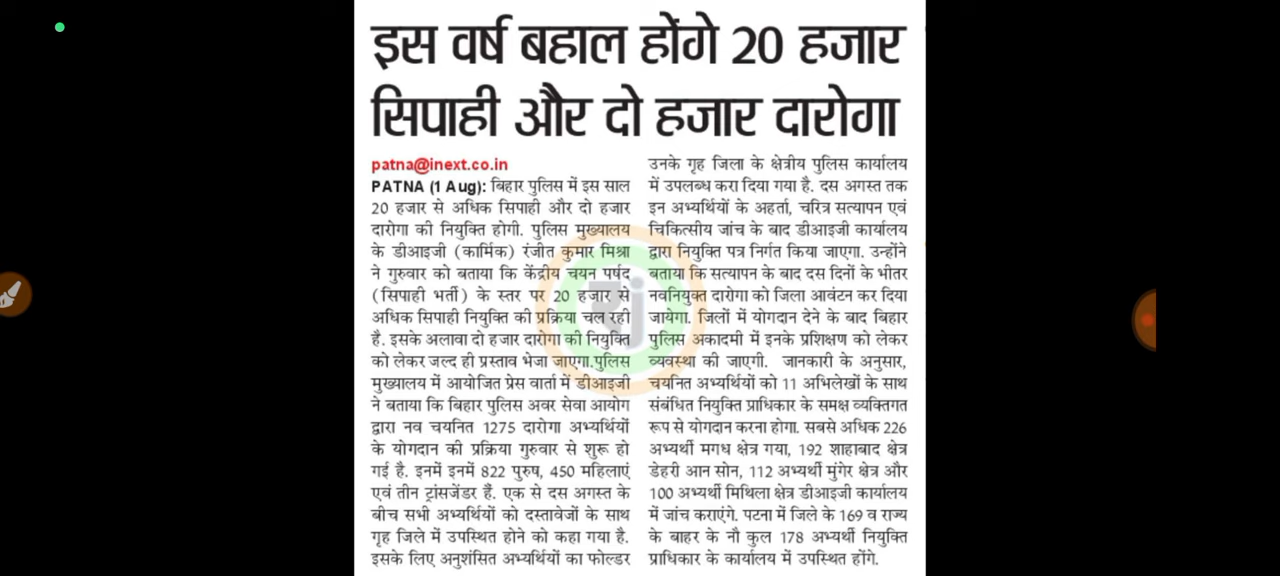 इस वर्ष बहाल होंगे 20 हजार
सिपाही और दो हजार दारोगा
patna@inext.co.in
PATNA (1 Aug): बिहार पुलिस में इस साल
20 हजार से अधिक सिपाही और दो हजार
दारोगा की नियुक्ति होगी. पुलिस मुख्यालय
के डीआइजी (कार्मिक) रंजीत कुमार मिश्रा
ने गुरुवार को बताया कि केंद्रीय चयन पर्षद
(सिपाही भर्ती) के स्तर पर 20 हजार से
अधिक सिपाही नियुक्ति की प्रक्रिया चल रही
है. इसके अलावा दो हजार दारोगा की नियुक्ति
को लेकर जल्द ही प्रस्ताव भेजा जाएगा.पुलिस
मुख्यालय में आयोजित प्रेस वार्ता में डीआइजी
ने बताया कि बिहार पुलिस अवर सेवा आयोग
द्वारा नव चयनित 1275 दारोगा अभ्यर्थियों
के योगदान की प्रक्रिया गुरुवार से शुरू हो
गई है. इनमें इनमें 822 पुरुष, 450 महिलाएं
एवं तीन ट्रांसजेंडर हैं. एक से दस अगस्त के
बीच सभी अभ्यर्थियों को दस्तावेजों के साथ
गृह जिले में उपस्थित होने को कहा गया है.
इसके लिए अनुशंसित अभ्यर्थियों का फोल्डर
उनके गृह जिला के क्षेत्रीय पुलिस कार्यालय
में उपलब्ध करा दिया गया है. दस अगस्त तक
इन अभ्यर्थियों के अहर्ता, चरित्र सत्यापन एवं
चिकित्सीय जांच के बाद डीआइजी कार्यालय
द्वारा नियुक्ति पत्र निर्गत किया जाएगा. उन्होंने
बताया कि सत्यापन के बाद दस दिनों के भीतर
नवनियुक्त दारोगा को जिला आवंटन कर दिया
जायेगा. जिलों में योगदान देने के बाद बिहार
पुलिस अकादमी में इनके प्रशिक्षण को लेकर
व्यवस्था की जाएगी. जानकारी के अनुसार,
चयनित अभ्यर्थियों को 11 अभिलेखों के साथ
संबंधित नियुक्ति प्राधिकार के समक्ष व्यक्तिगत
रूप से योगदान करना होगा. सबसे अधिक 226
अभ्यर्थी मगध क्षेत्र गया, 192 शाहाबाद क्षेत्र
डेहरी आन सोन, 112 अभ्यर्थी मुंगेर क्षेत्र और
100 अभ्यर्थी मिथिला क्षेत्र डीआइजी कार्यालय
में जांच कराएंगे. पटना में जिले के 169 व राज्य
के बाहर के नौ कुल 178 अभ्यर्थी नियुक्ति
प्राधिकार के कार्यालय में उपस्थित होंगे.